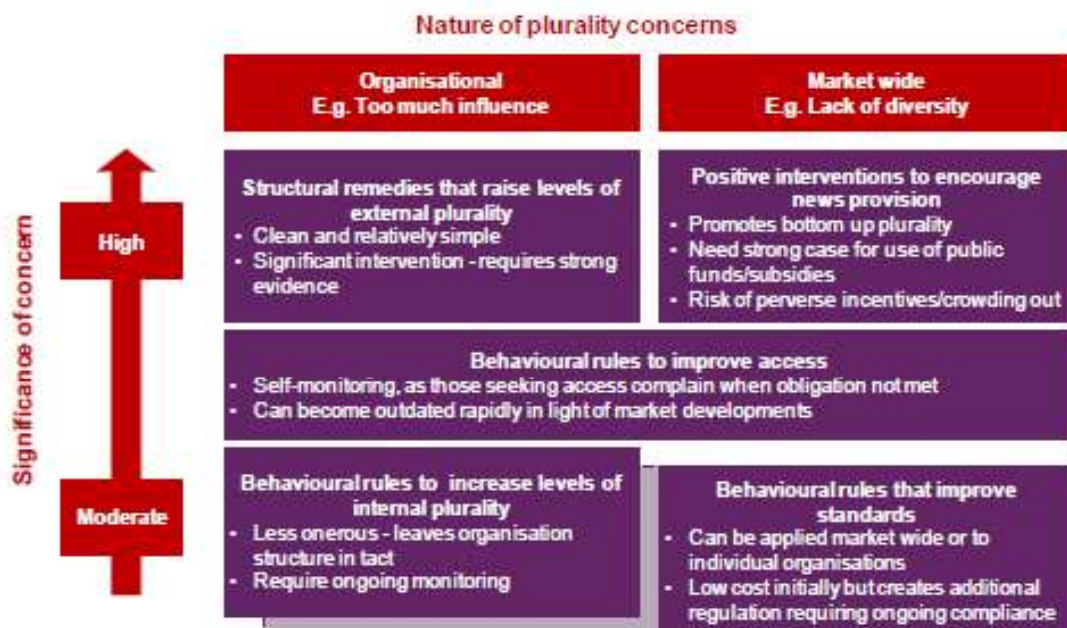 Nature of plurality concerns
Organisational
E.g. Too much influence
Market wide
E.g. Lack of diversity
Significance of concern
High
Moderate
Structural remedies that raise levels of
external plurality
• Clean and relatively simple
• Significant intervention - requires strong
evidence
Positive interventions to encourage
news provision
• Promotes bottom up plurality
• Need strong case for use of public
funds/subsidies
• Risk of perverse incentives/crowding out
Behavioural rules to improve access
• Self-monitoring, as those seeking access complain when obligation not met
• Can become outdated rapidly in light of market developments
Behavioural rules to increase levels of
internal plurality
• Less onerous - leaves organisation
structure in tact
• Require ongoing monitoring
Behavioural rules that improve
standards
• Can be applied market wide or to
individual organisations
• Low cost initially but creates additional
regulation requiring ongoing compliance